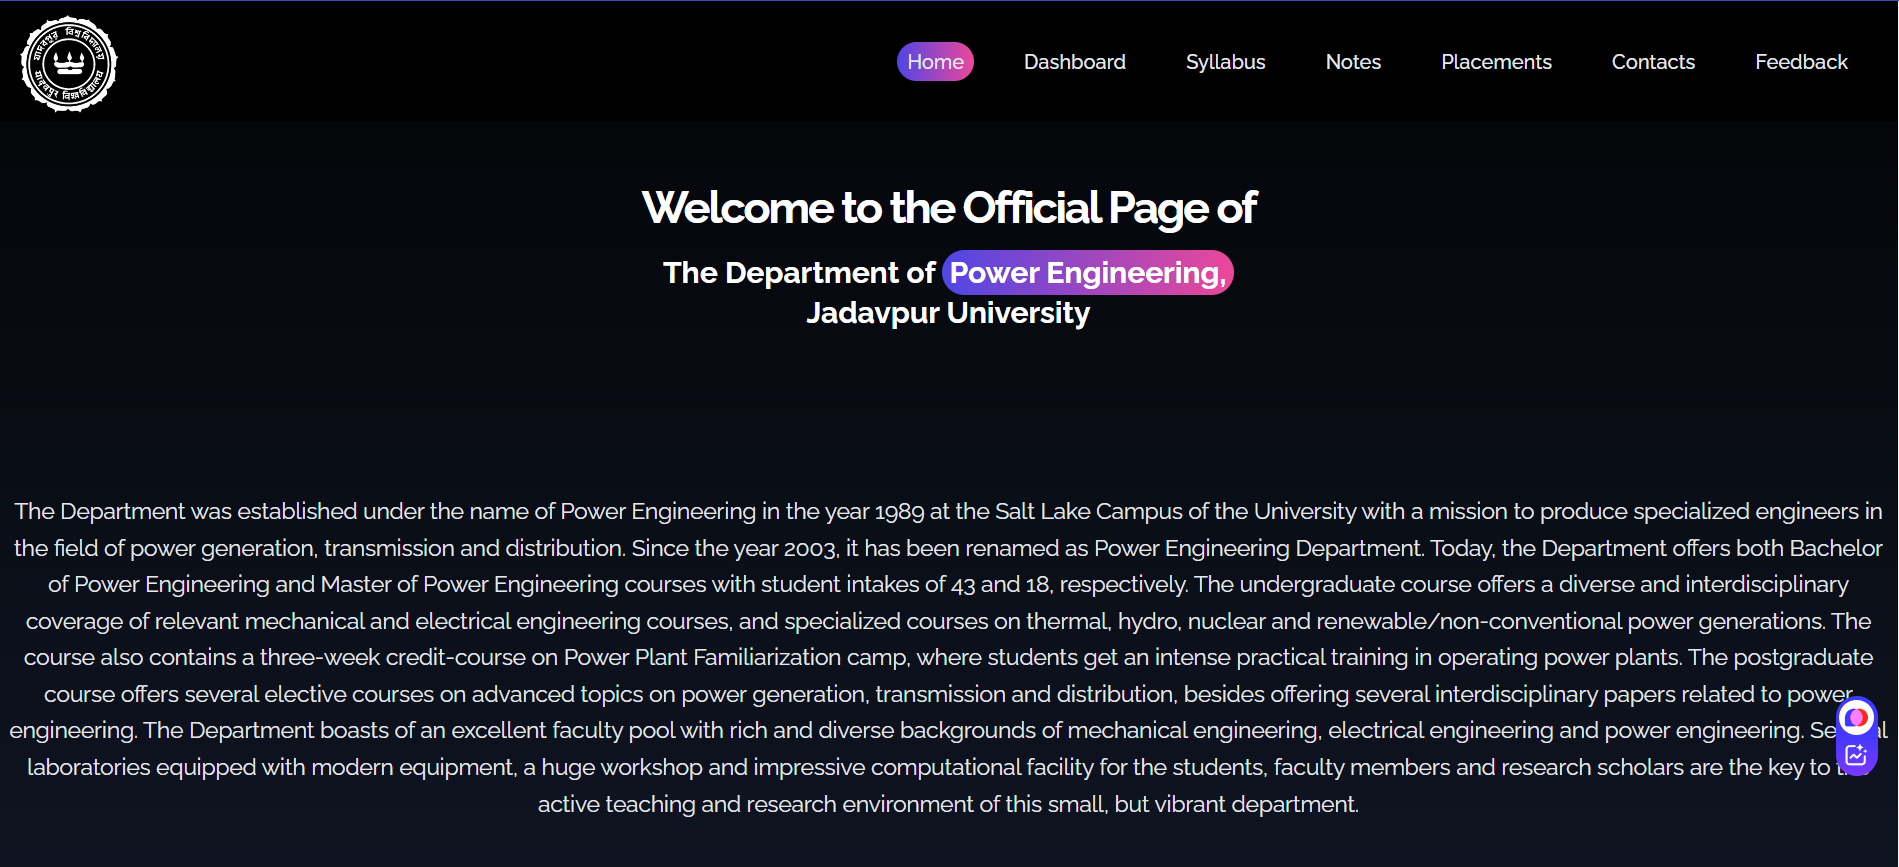 যাদবপুর বিশ্ববিদ্যালয়
यादवपुर विश्वविद्यालय
Home
Dashboard
Syllabus
Notes
Placements
Contacts
Feedback
Welcome to the Official Page of
The Department of Power Engineering,
Jadavpur University
The Department was established under the name of Power Engineering in the year 1989 at the Salt Lake Campus of the University with a mission to produce specialized engineers in
the field of power generation, transmission and distribution. Since the year 2003, it has been renamed as Power Engineering Department. Today, the Department offers both Bachelor
of Power Engineering and Master of Power Engineering courses with student intakes of 43 and 18, respectively. The undergraduate course offers a diverse and interdisciplinary
coverage of relevant mechanical and electrical engineering courses, and specialized courses on thermal, hydro, nuclear and renewable/non-conventional power generations. The
course also contains a three-week credit-course on Power Plant Familiarization camp, where students get an intense practical training in operating power plants. The postgraduate
course offers several elective courses on advanced topics on power generation, transmission and distribution, besides offering several interdisciplinary papers related to power
engineering. The Department boasts of an excellent faculty pool with rich and diverse backgrounds of mechanical engineering, electrical engineering and power engineering.
laboratories equipped with modern equipment, a huge workshop and impressive computational facility for the students, faculty members and research scholars are the key to
active teaching and research environment of this small, but vibrant department.